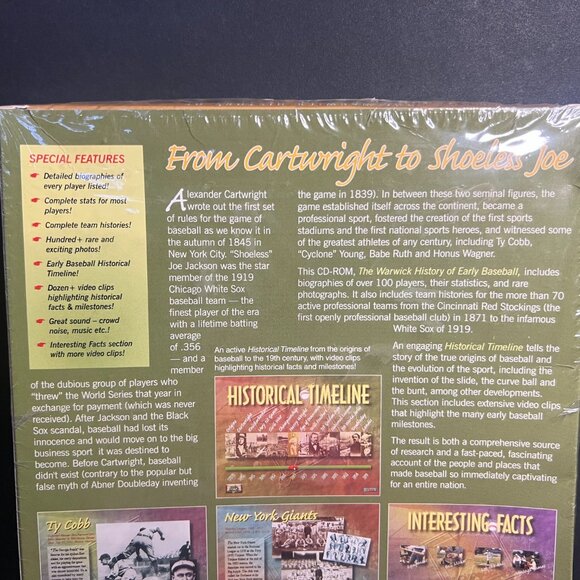 From Cartwright to Shoeless Joe
SPECIAL FEATURES
Detailed biographies of
every player listed!
Complete stats for most
players!
Complete team histories!
Hundred+ rare and
exciting photos!
Early Baseball Historical
Timeline!
Dozen+ video clips
highlighting historical
facts & milestones!
Great sound – crowd
noise, music etc.!
Interesting Facts section
with more video clips!
Alexander Cartwright
wrote out the first set
of rules for the game of
baseball as we know it in
the autumn of 1845 in
New York City. "Shoeless"
Joe Jackson was the star
member of the 1919
Chicago White Sox
baseball team — the
finest player of the era
with a lifetime batting
average
of .356
— and a
member
of the dubious group of players who
"threw" the World Series that year in
exchange for payment (which was never
received). After Jackson and the Black
Sox scandal, baseball had lost its
innocence and would move on to the big
business sport it was destined to
become. Before Cartwright, baseball
didn't exist (contrary to the popular but
false myth of Abner Doubleday inventing
the game in 1839). In between these two seminal figures, the
game established itself across the continent, became a
professional sport, fostered the creation of the first sports
stadiums and the first national sports heroes, and witnessed some
of the greatest athletes of any century, including Ty Cobb,
"Cyclone" Young, Babe Ruth and Honus Wagner.
This CD-ROM, The Warwick History of Early Baseball, includes
biographies of over 100 players, their statistics, and rare
photographs. It also includes team histories for the more than 70
active professional teams from the Cincinnati Red Stockings (the
first openly professional baseball club) in 1871 to the infamous
White Sox of 1919.
An active Historical Timeline from the origins of
baseball to the 19th century, with video clips
highlighting historical facts and milestones!
HISTORICAL TIMELINE
An engaging Historical Timeline tells the
story of the true origins of baseball and
the evolution of the sport, including the
invention of the slide, the curve ball and
the bunt, among other developments.
This section includes extensive video clips
that highlight the many early baseball
milestones.
The result is both a comprehensive source
of research and a fast-paced, fascinating
account of the people and places that
made baseball so immediately captivating
for an entire nation.
Ty Cobb
New York Giants
INTERESTING FACTS